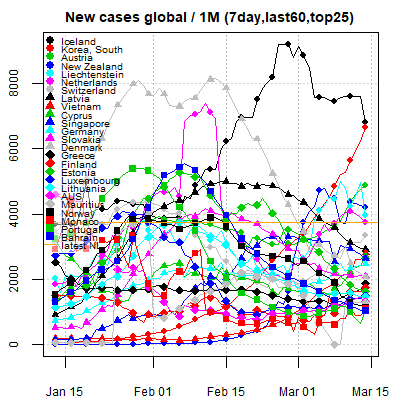 New cases global / 1M (7day,last60,top25)
Iceland
Korea, South
Austria
New Zealand
Liechtenstein
Netherlands
Switzerland
Latvia
Vietnam
Cyprus
Singapore
Germany
Slovakia
Denmark
Greece
Finland
Estonia
Luxembourg
Lithuania
Mauritius
Norway
Monaco
Portugal
Bahrain
latest NL
0
2000
4000
6000
8000
Jan 15
Feb 01
Feb 15
Mar 01
Mar 15